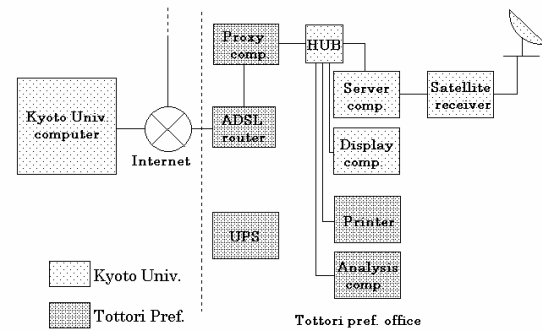 Proxy
comp.
HUB
Kyoto Univ.
computer
Internet
ADSL
router
Server
comp.
Satellite
receiver
Display
comp.
UPS
Printer
Analysis
comp.
Kyoto Univ.
Tottori Pref.
Tottori pref. office